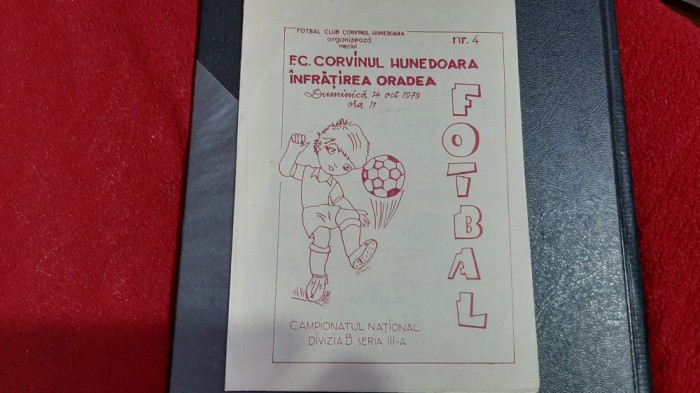 FOTBAL CLUB CORVINUL HUNEDOARA
organizează
meciul
nr. 4
F.C. CORVINUL HUNEDOARA
ÎNFRĂȚIREA ORADEA
Duminică 14 oct 1979
ora 11
FOTBAL
CAMPIONATUL NAȚIONAL
DIVIZIA B SERIA III-A